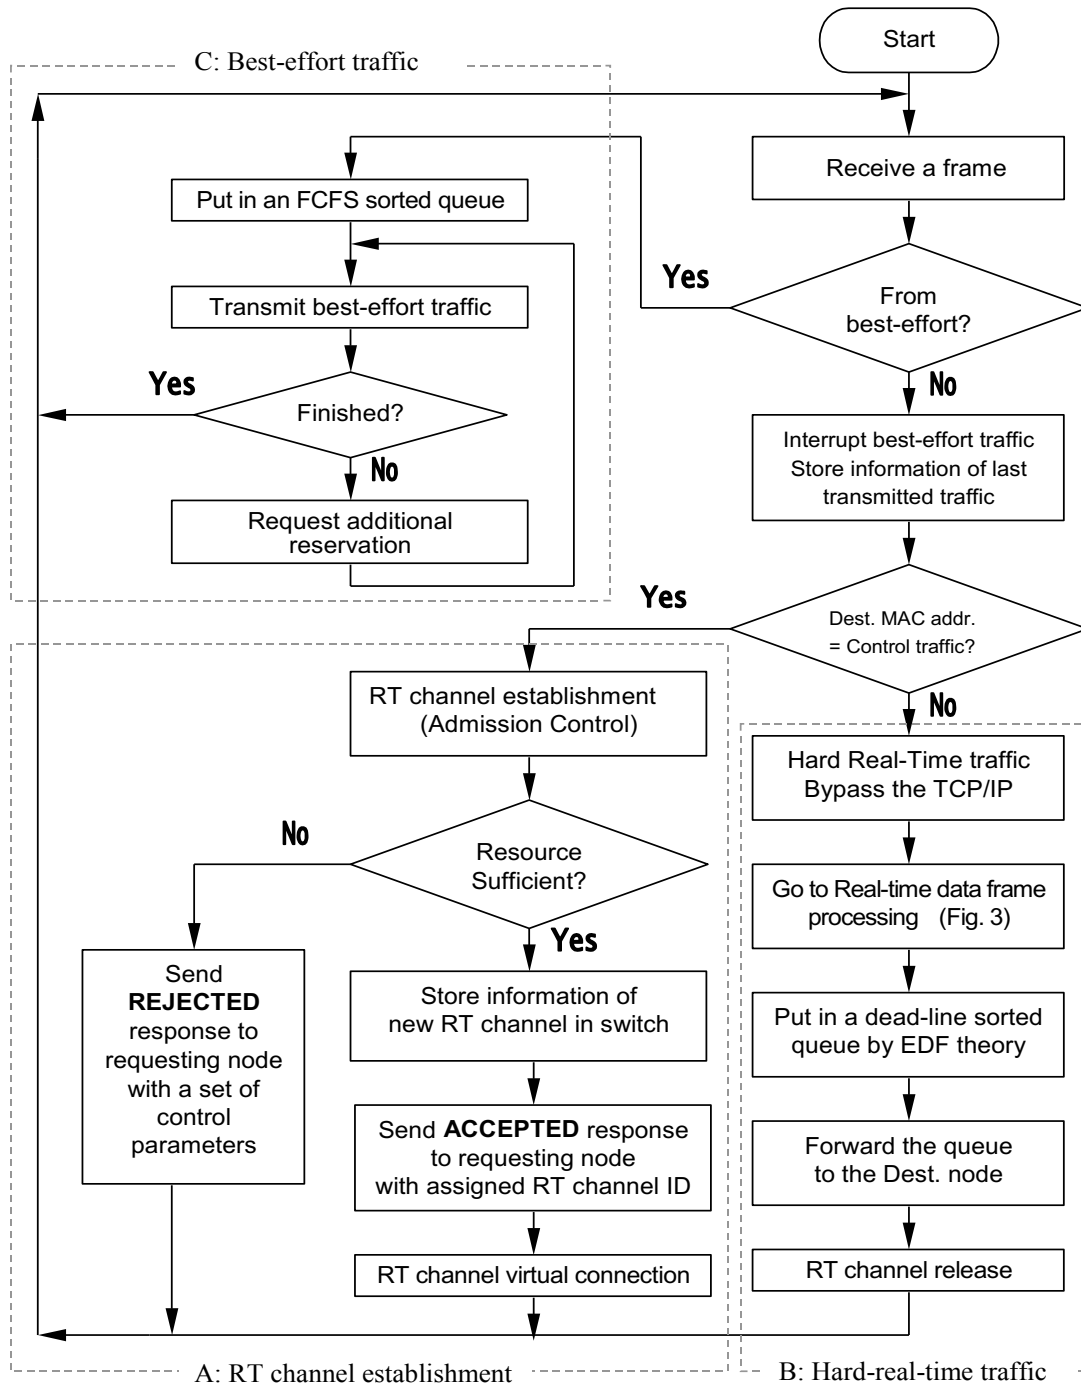 Start
C: Best-effort traffic
Receive a frame
Put in an FCFS sorted queue
Yes
From
best-effort?
Transmit best-effort traffic
No
Yes
Finished?
Interrupt best-effort traffic
Store information of last
transmitted traffic
No
Request additional
reservation
Yes
Dest. MAC addr.
= Control traffic?
No
RT channel establishment
(Admission Control)
Hard Real-Time traffic
Bypass the TCP/IP
No
Resource
Sufficient?
Go to Real-time data frame
processing (Fig. 3)
Yes
Send
REJECTED
response to
requesting node
with a set of
control
parameters
Store information of
new RT channel in switch
Put in a dead-line sorted
queue by EDF theory
Send ACCEPTED response
to requesting node
with assigned RT channel ID
Forward the queue
to the Dest. node
RT channel virtual connection
RT channel release
A: RT channel establishment
B: Hard-real-time traffic